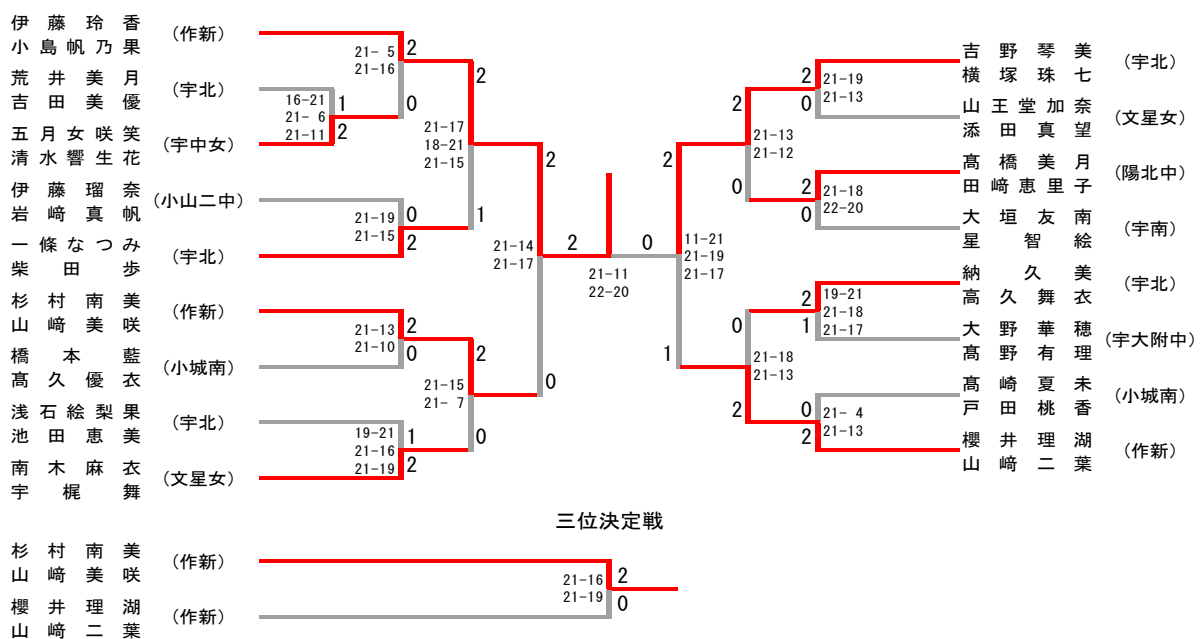 伊藤玲香
小島帆乃果
(作新)
荒井美月
吉田美優
(宇北)
五月女咲笑
清水響生花
(宇中女)
伊藤瑠奈
岩﨑真帆
(小山二中)
一條なつみ
柴田歩
(宇北)
杉村南美
山﨑美咲
(作新)
橋本藍
髙久優衣
(小城南)
浅石絵梨果
池田恵美
(宇北)
南木麻衣
宇梶舞
(文星女)
21- 5
21-16
2
0
16-21
21- 6
21-11
1
2
21-17
18-21
21-15
2
1
21-19
21-15
0
2
21-14
21-17
2
0
21-13
21-10
2
0
21-15
21- 7
2
0
19-21
21-16
21-19
1
2
2
0
21-11
22-20
吉野琴美
横塚珠七
(宇北)
山王堂加奈
添田真望
(文星女)
髙橋美月
田﨑恵里子
(陽北中)
大垣友南
星智絵
(宇南)
納久美
高久舞衣
(宇北)
大野華穂
髙野有理
(宇大附中)
髙崎夏未
戸田桃香
(小城南)
櫻井理湖
山﨑二葉
(作新)
2
0
21-19
21-13
2
0
21-13
21-12
2
0
21-18
22-20
2
1
11-21
21-19
21-17
2
1
19-21
21-18
21-17
0
2
21-18
21-13
0
2
21- 4
21-13
三位決定戦
杉村南美
山﨑美咲
(作新)
櫻井理湖
山﨑二葉
(作新)
21-16
21-19
2
0